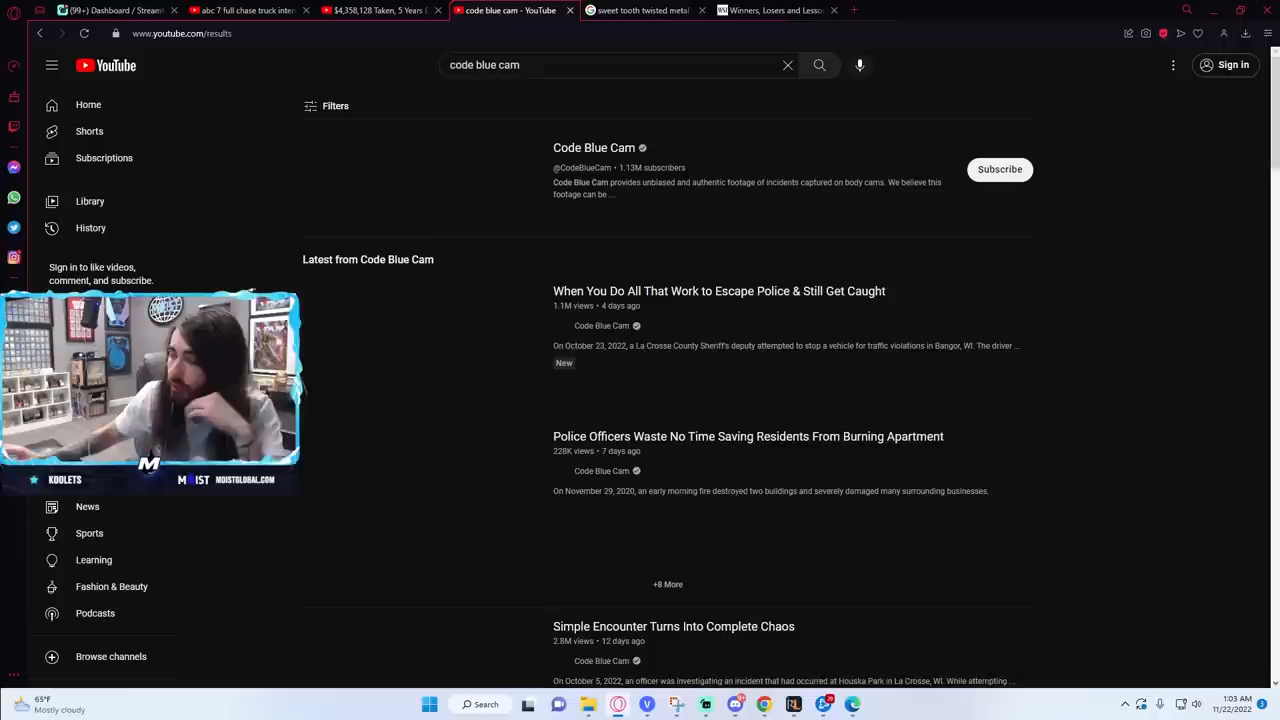 (99+) Dashboard / Streaml
abc 7 full chase truck inter
$4,358,128 Taken, 5 Years (
code blue cam - YouTube
sweet tooth twisted metal
Winners, Losers and Lesso
www.youtube.com/results
YouTube
code blue cam
Sign in
Home
Shorts
Subscriptions
Library
History
Sign in to like videos,
comment, and subscribe.
Filters
Code Blue Cam
@CodeBlueCam • 1.13M subscribers
Code Blue Cam provides unbiased and authentic footage of incidents captured on body cams. We believe this
footage can be ...
Subscribe
Latest from Code Blue Cam
When You Do All That Work to Escape Police & Still Get Caught
1.1M views • 4 days ago
Code Blue Cam
On October 23, 2022, a La Crosse County Sheriff's deputy attempted to stop a vehicle for traffic violations in Bangor, WI. The driver ...
New
Police Officers Waste No Time Saving Residents From Burning Apartment
228K views • 7 days ago
Code Blue Cam
On November 29, 2020, an early morning fire destroyed two buildings and severely damaged many surrounding businesses.
+8 More
Simple Encounter Turns Into Complete Chaos
2.8M views • 12 days ago
Code Blue Cam
On October 5, 2022, an officer was investigating an incident that had occurred at Houska Park in La Crosse, WI. While attempting ...
M
KOOLETS
MOIST MOISTGLOBAL.COM
News
Sports
Learning
Fashion & Beauty
Podcasts
Browse channels
65°F
Mostly cloudy
Search
1:03 AM
11/22/2022
3